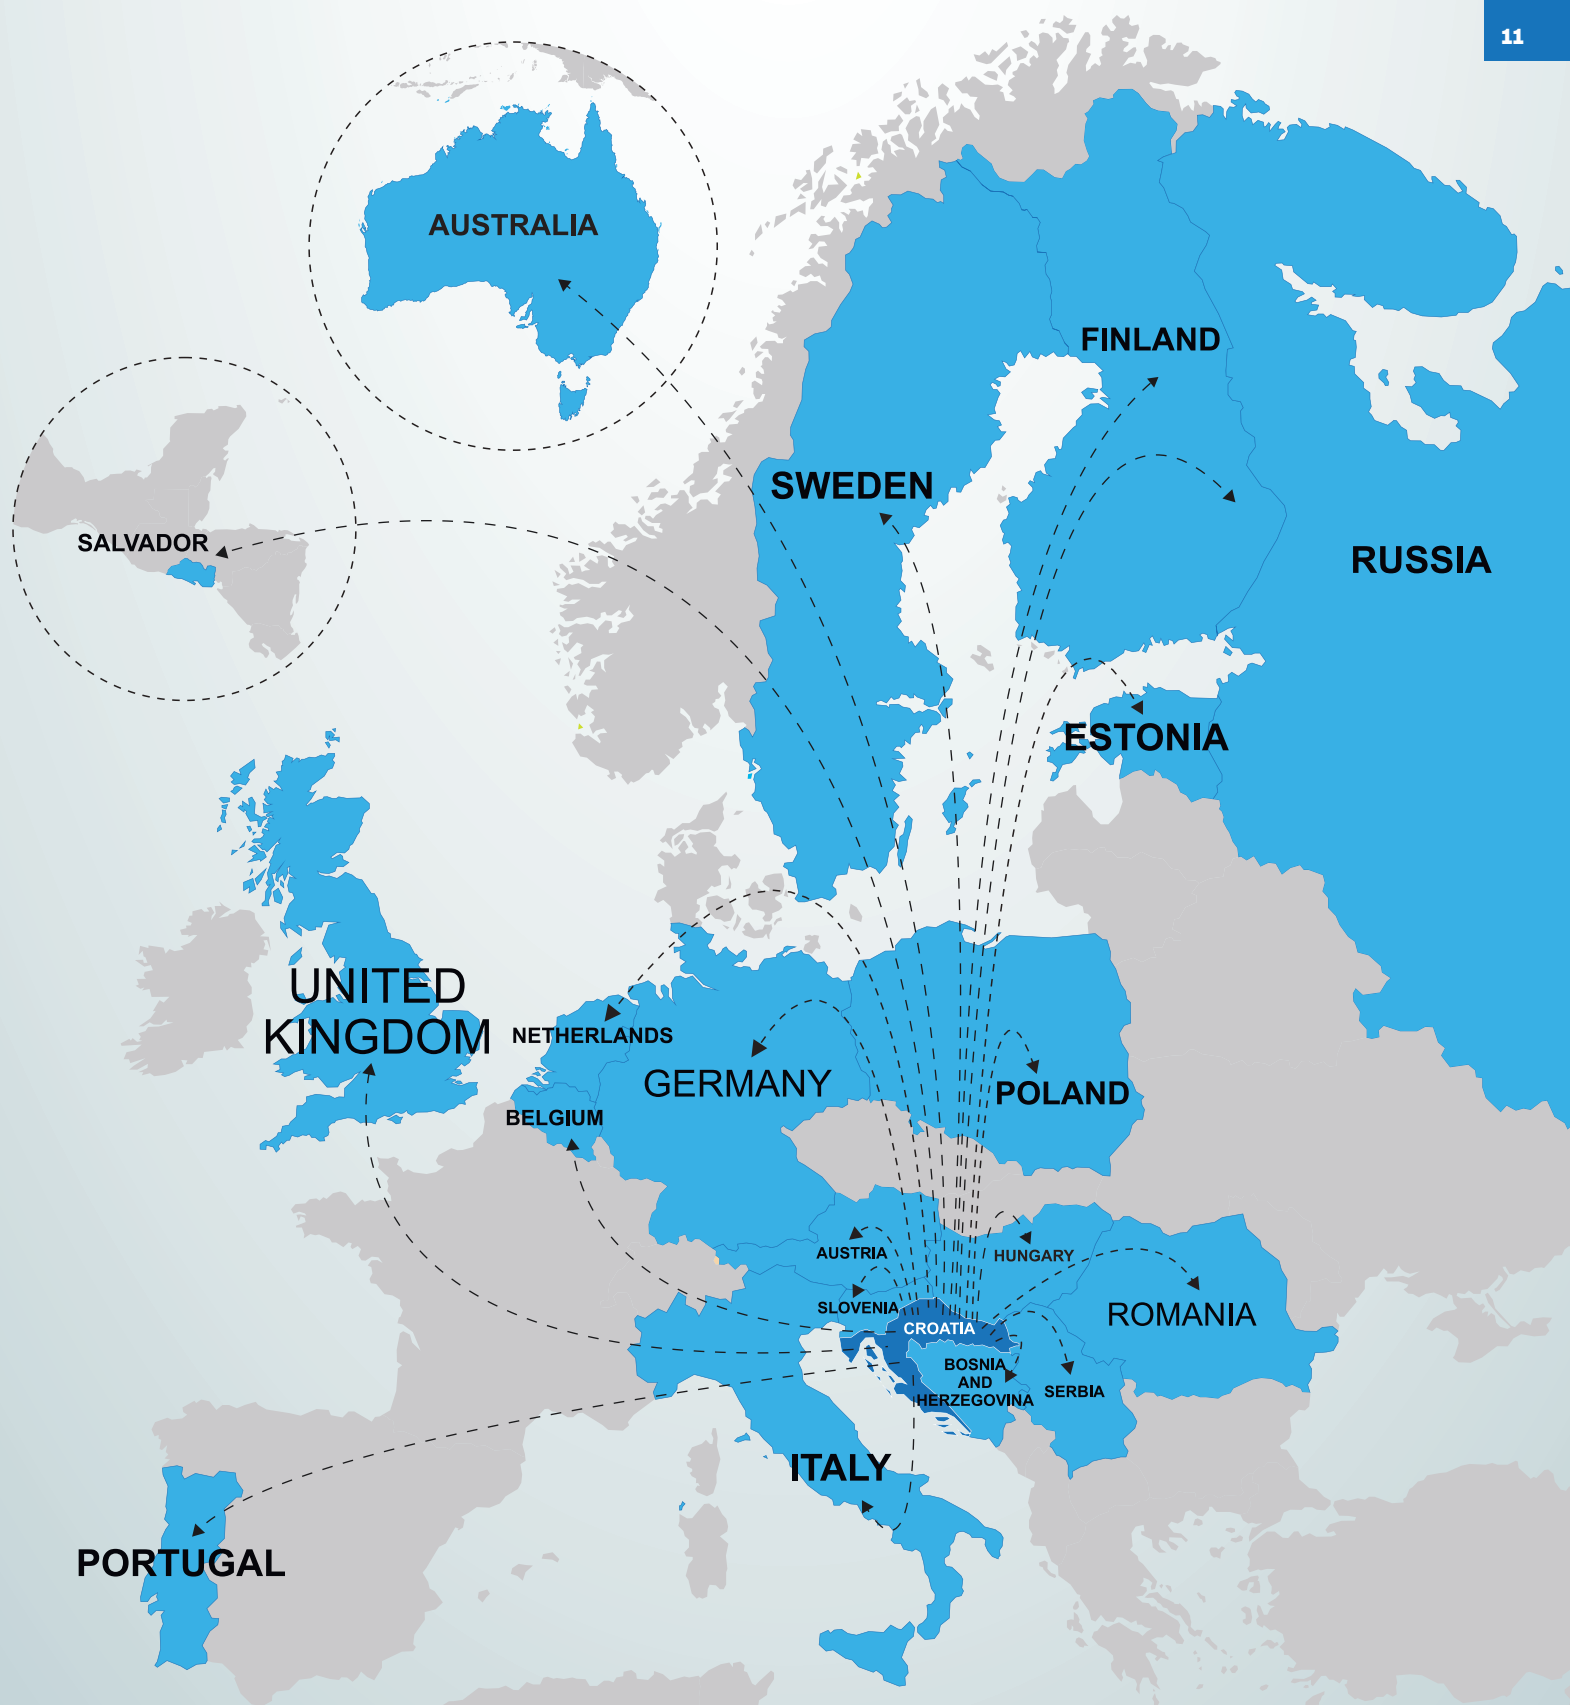 11
AUSTRALIA
FINLAND
SWEDEN
SALVADOR
RUSSIA
ESTONIA
UNITED
KINGDOM
NETHERLANDS
GERMANY
POLAND
BELGIUM
AUSTRIA
HUNGARY
SLOVENIA
ROMANIA
CROATIA
BOSNIA
AND
HERZEGOVINA
SERBIA
ITALY
PORTUGAL